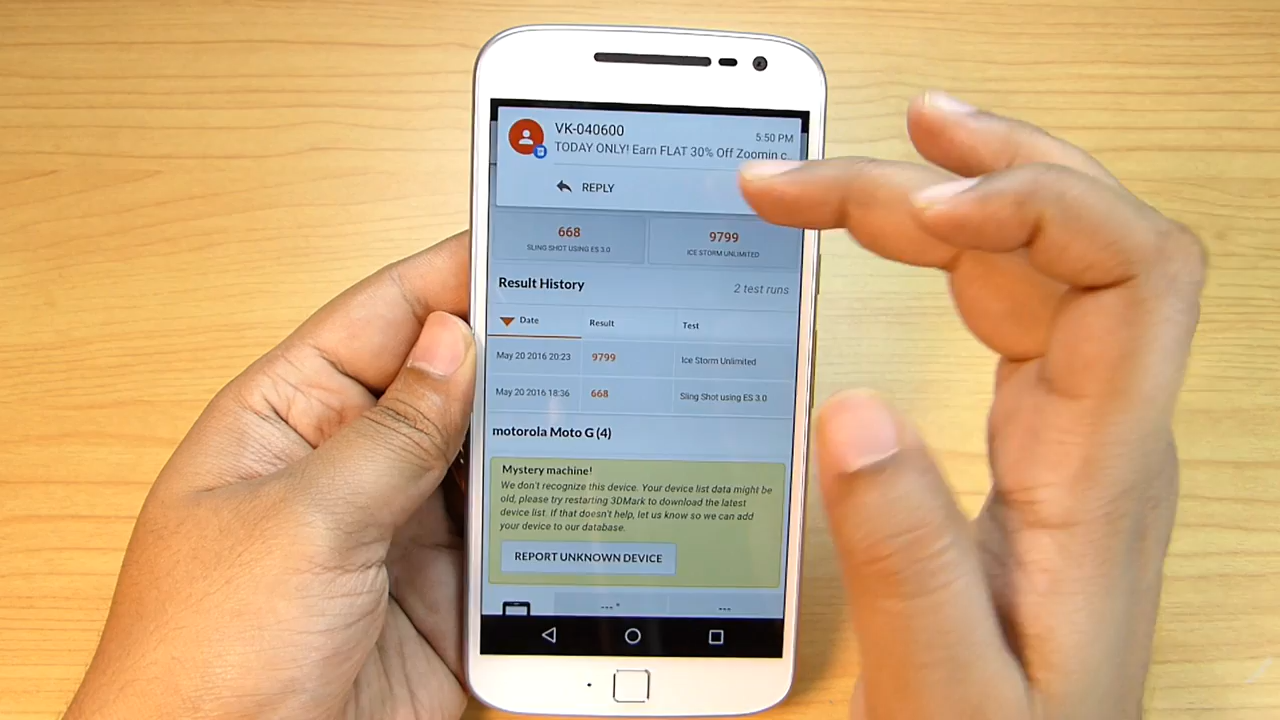 VK-040600
5:50 PM
TODAY ONLY! Earn FLAT 30% Off Zoomin c...
REPLY
668
9799
SLING SHOT USING ES 3.0
ICE STORM UNLIMITED
Result History
2 test runs
Date
Result
Test
May 20 2016 20:23
9799
Ice Storm Unlimited
May 20 2016 18:36
668
Sling Shot using ES 3.0
motorola Moto G (4)
Mystery machine!
We don't recognize this device. Your device list data might be
old, please try restarting 3DMark to download the latest
device list. If that doesn't help, let us know so we can add
your device to our database.
REPORT UNKNOWN DEVICE
--- *
---